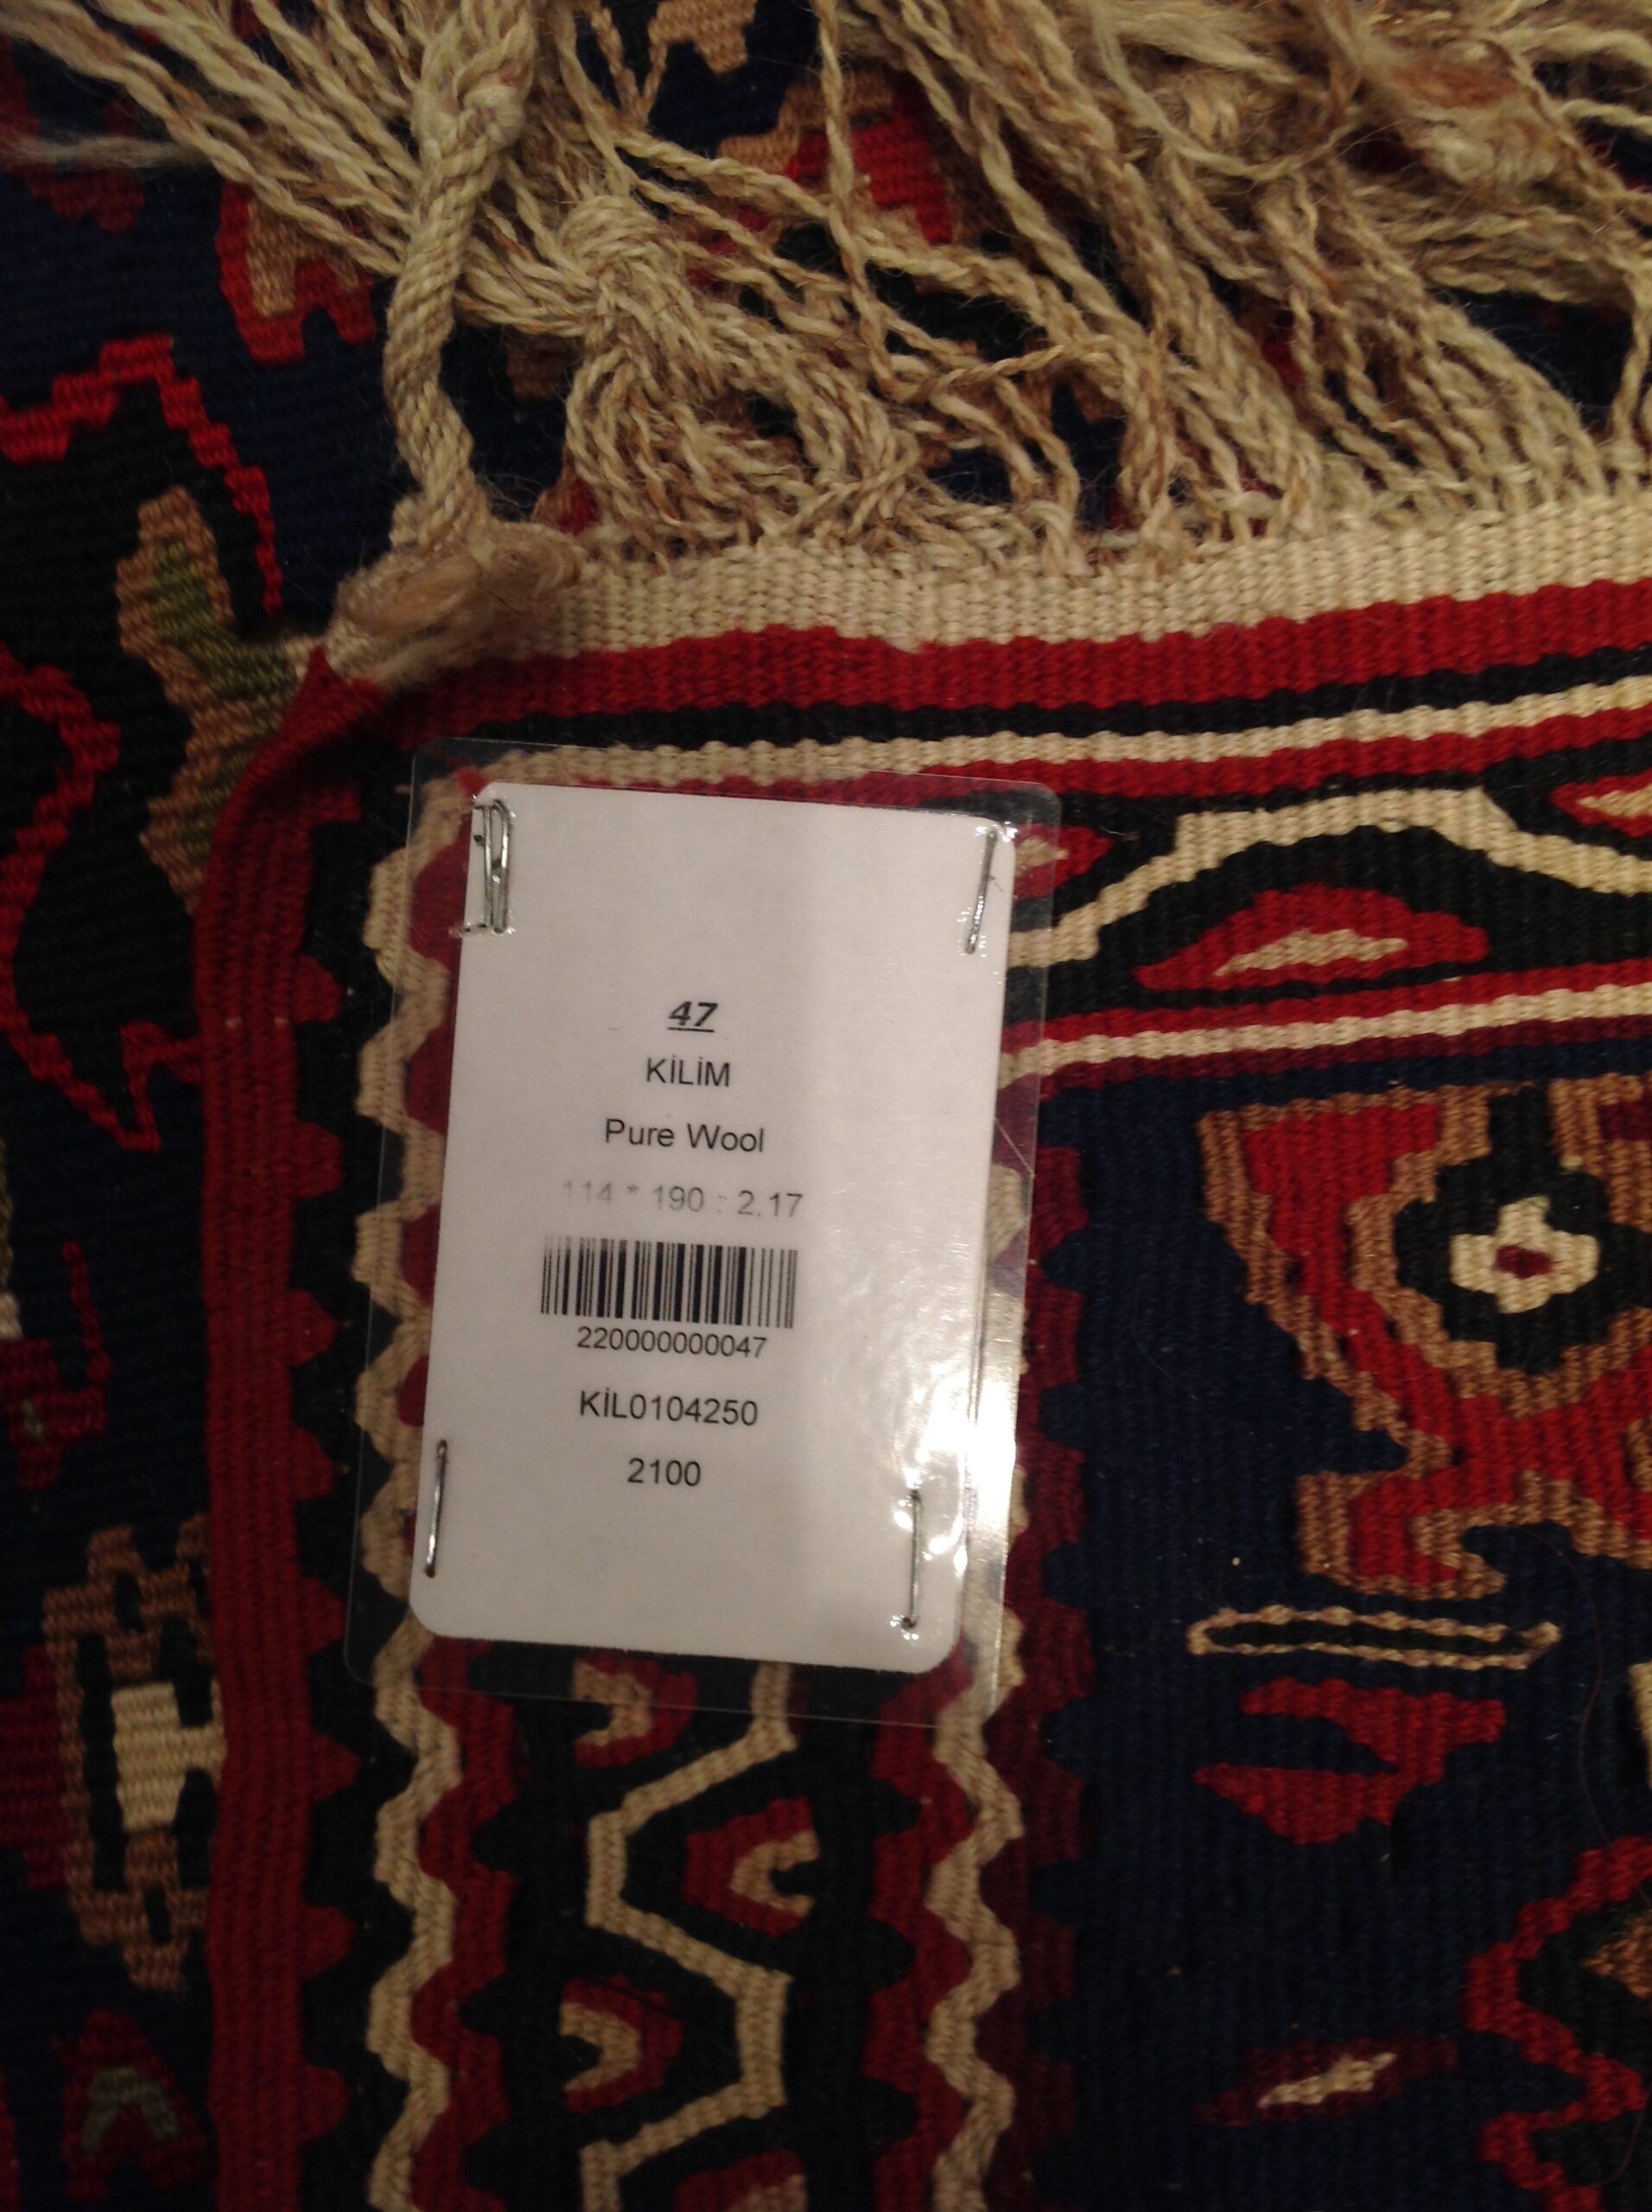 47
KİLİM
Pure Wool
114 * 190 : 2,17
220000000047
KİL0104250
2100